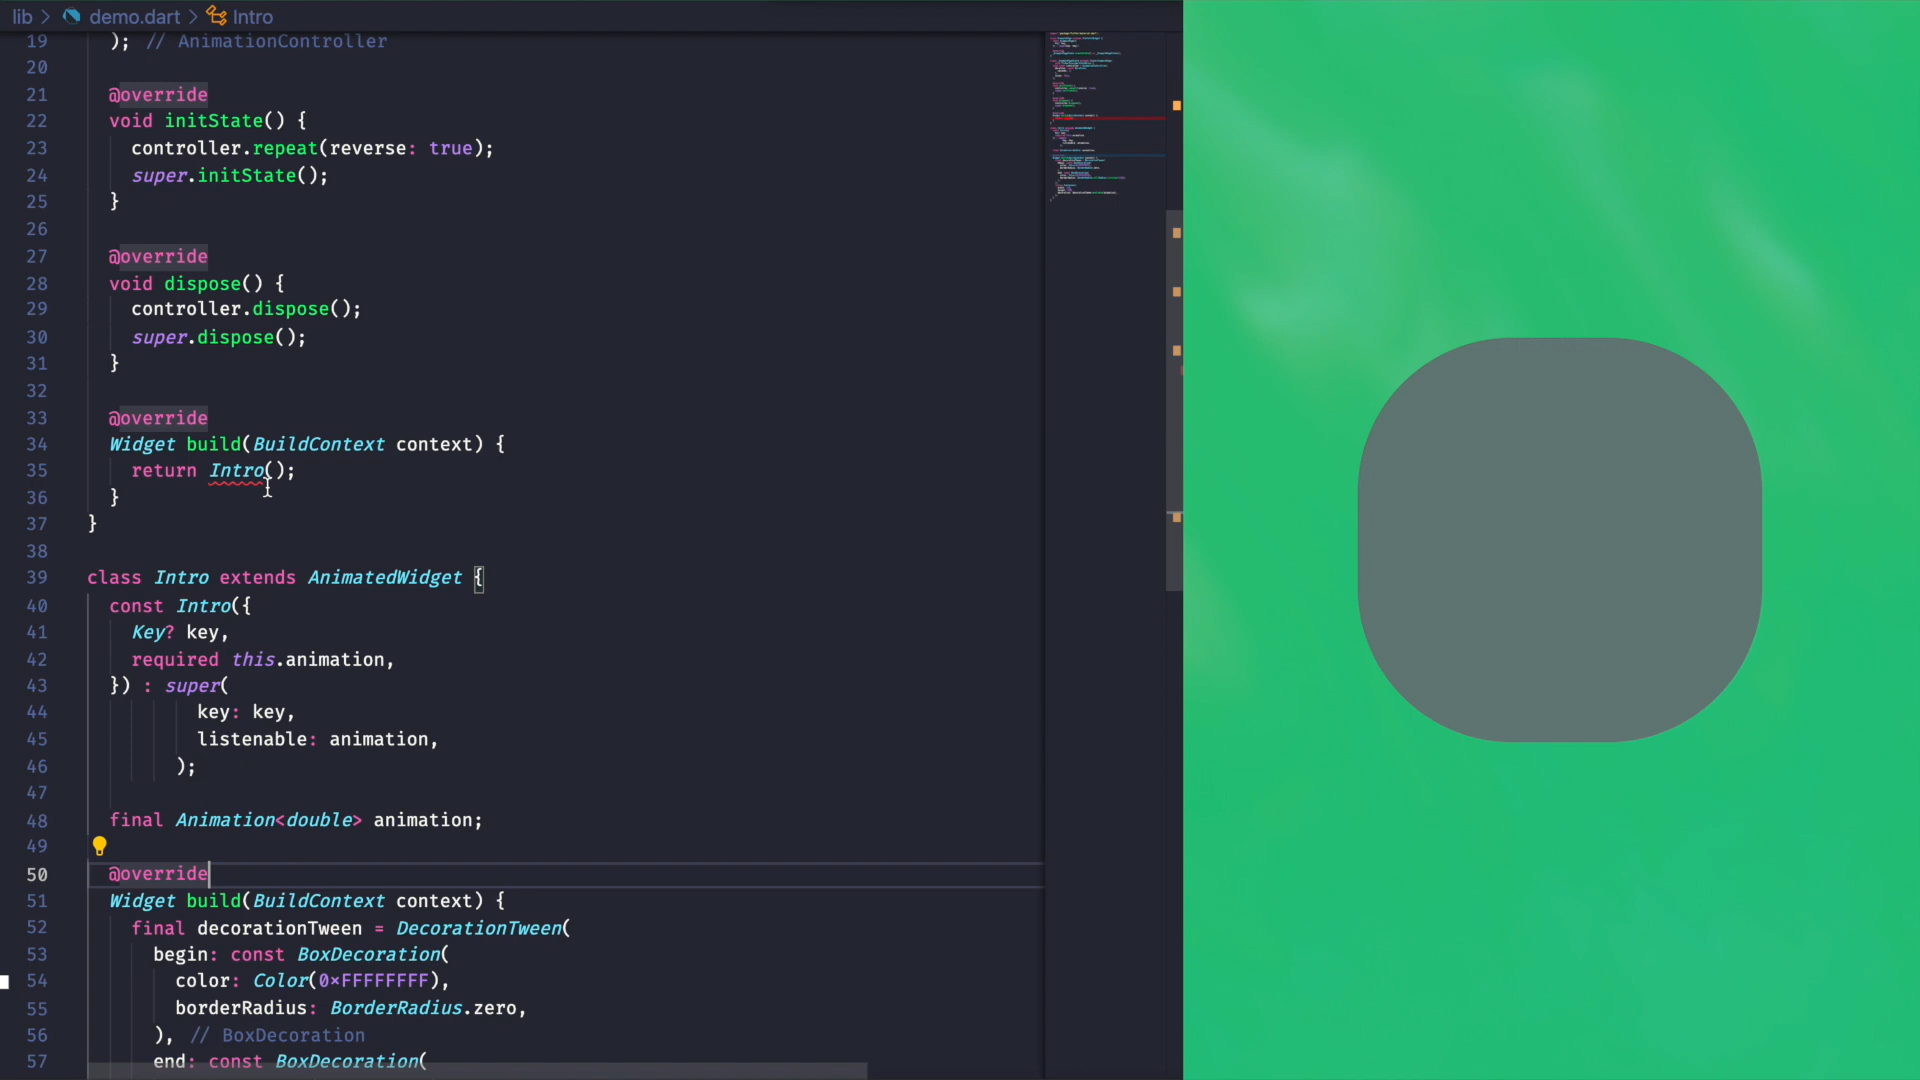 lib > demo.dart > Intro
19 ); // AnimationController
20
21 @override
22 void initState() {
23 controller.repeat(reverse: true);
24 super.initState();
25 }
26
27 @override
28 void dispose() {
29 controller.dispose();
30 super.dispose();
31 }
32
33 @override
34 Widget build(BuildContext context) {
35 return Intro();
36 }
37 }
38
39 class Intro extends AnimatedWidget {
40 const Intro({
41 Key? key,
42 required this.animation,
43 }) : super(
44 key: key,
45 listenable: animation,
46 );
47
48 final Animation<double> animation;
49
50 @override
51 Widget build(BuildContext context) {
52 final decorationTween = DecorationTween(
53 begin: const BoxDecoration(
54 color: Color(0xFFFFFFFF),
55 borderRadius: BorderRadius.zero,
56 ), // BoxDecoration
57 end: const BoxDecoration(